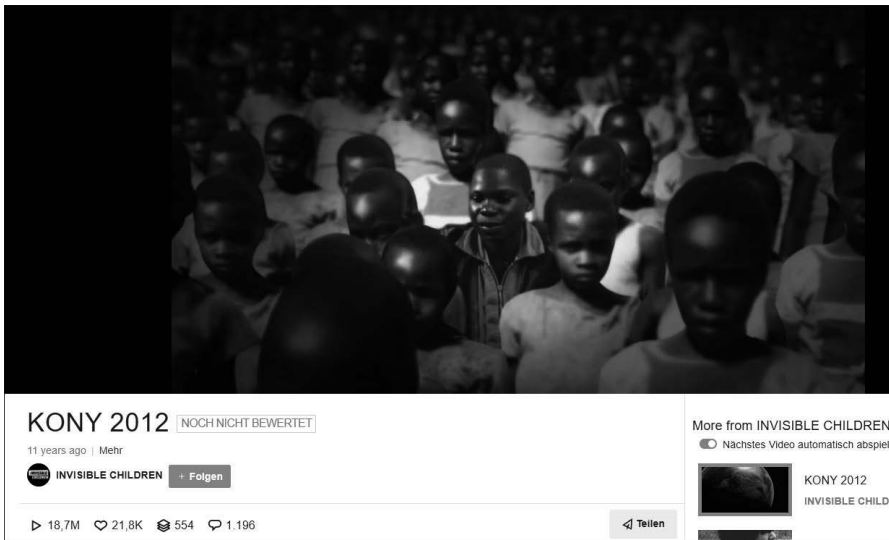 KONY 2012 NOCH NICHT BEWERTET
11 years ago | Mehr
INVISIBLE CHILDREN + Folgen
18,7M 21,8K 554 1.196
Teilen
More from INVISIBLE CHILDREN
Nächstes Video automatisch abspiel
KONY 2012
INVISIBLE CHILD